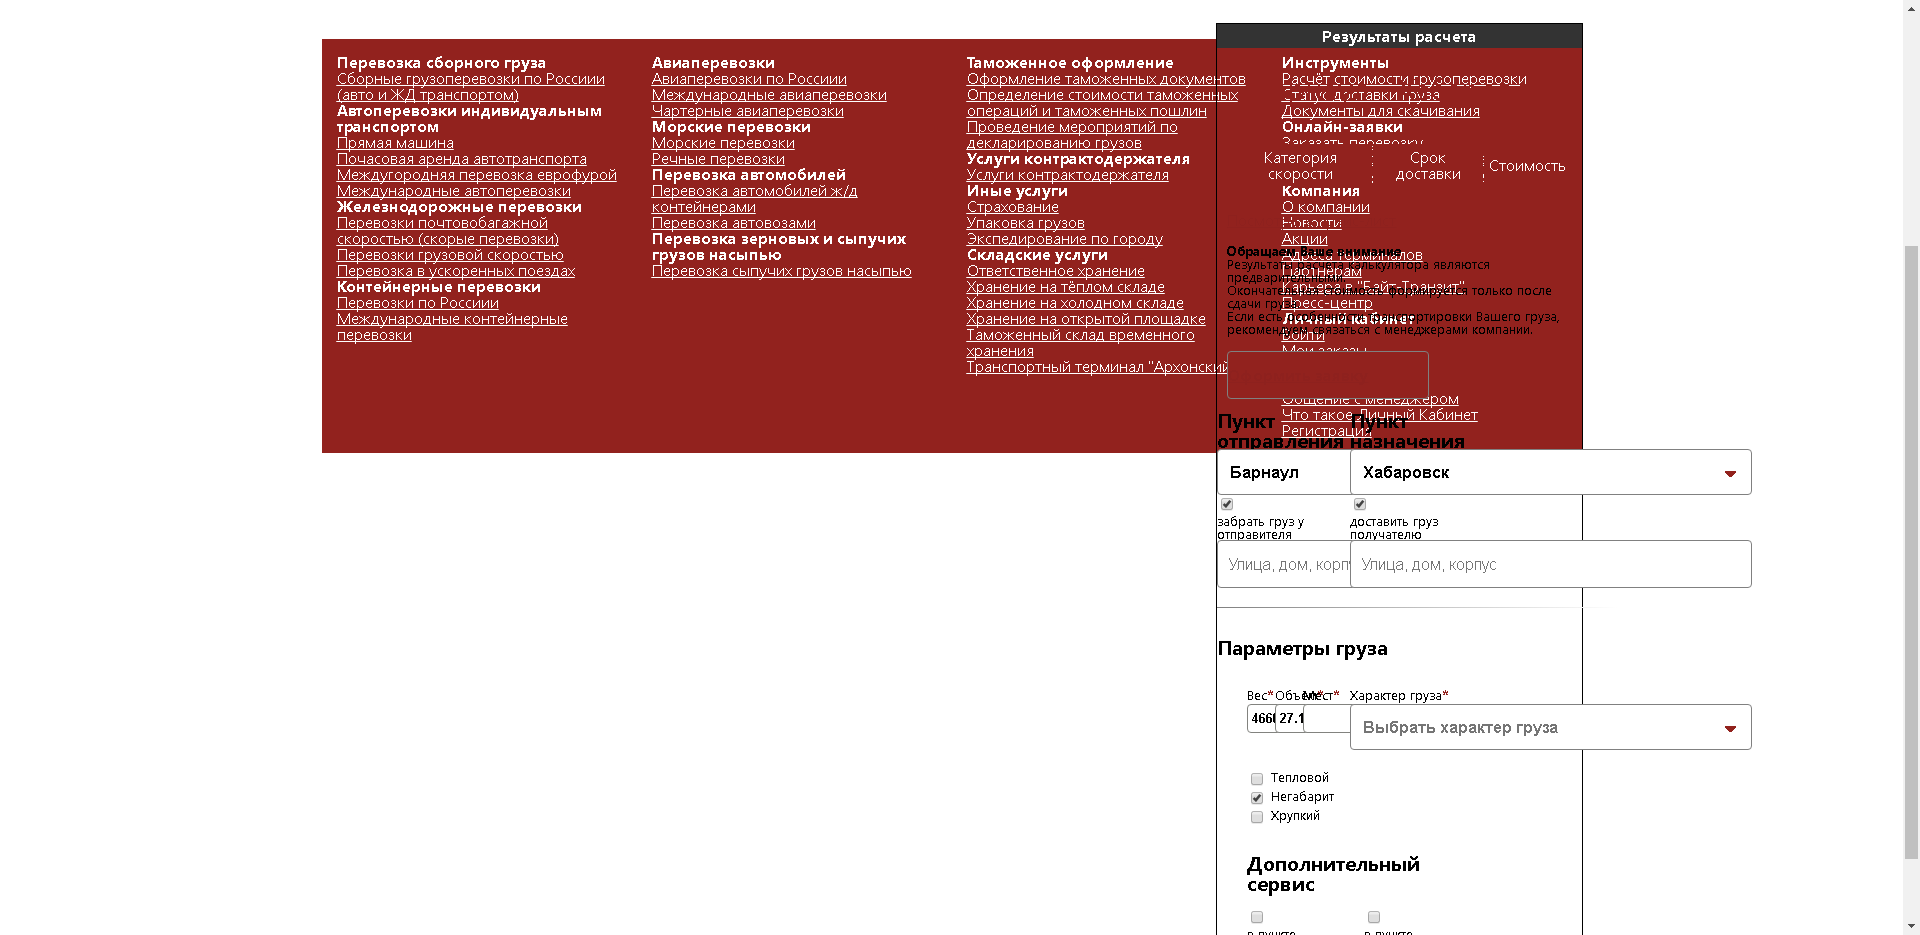 Результаты расчета
Перевозка сборного груза
Сборные грузоперевозки по Росссии
(авто и ЖД транспортом)
Автоперевозки индивидуальным
транспортом
Прямая машина
Почасовая аренда автотранспорта
Междугородняя перевозка еврофурой
Международные автоперевозки
Железнодорожные перевозки
Перевозки почтовобагажной
скоростью (скорые перевозки)
Перевозки грузовой скоростью
Перевозка в ускоренных поездах
Контейнерные перевозки
Перевозки по Росссии
Международные контейнерные
перевозки
Авиаперевозки
Авиаперевозки по Росссии
Международные авиаперевозки
Чартерные авиаперевозки
Морские перевозки
Морские перевозки
Речные перевозки
Перевозка автомобилей
Перевозка автомобилей ж/д
контейнерами
Перевозка автовозами
Перевозка зерновых и сыпучих
грузов насыпью
Перевозка сыпучих грузов насыпью
Таможенное оформление
Оформление таможенных документов
Определение стоимости таможенных
операций и таможенных пошлин
Проведение мероприятий по
декларированию грузов
Услуги контрактодержателя
Услуги контрактодержателя
Иные услуги
Страхование
Упаковка грузов
Экспедирование по городу
Складские услуги
Ответственное хранение
Хранение на тёплом складе
Хранение на холодном складе
Хранение на открытой площадке
Таможенный склад временного
хранения
Транспортный терминал "Архонский
Инструменты
Расчёт стоимости грузоперевозки
Статус доставки груза
Документы для скачивания
Онлайн-заявки
Заказать перевозку
Категория
скорости
Срок
доставки
Стоимость
Компания
О компании
Новости
Акции
Адреса терминалов
Партнёрам
Карьера в "Байт-Транзит"
Пресс-центр
Личный кабинет
Войти
Мои заказы
Общение с менеджером
Что такое Личный Кабинет
Регистрация
Обращаем Ваше внимание
Результаты расчета калькулятора являются
предварительными.
Окончательная стоимость формируется только после
сдачи груза.
Если есть особенности транспортировки Вашего груза,
рекомендуем связаться с менеджерами компании.
Пункт
отправления
Пункт
назначения
Барнаул
Хабаровск
забрать груз у
отправителя
доставить груз
получателю
Улица, дом, корп
Улица, дом, корпус
Параметры груза
Вес* Объем* Мест* Характер груза*
466 27.1 Выбрать характер груза
Тепловой
Негабарит
Хрупкий
Дополнительный
сервис
в пункте в пункте